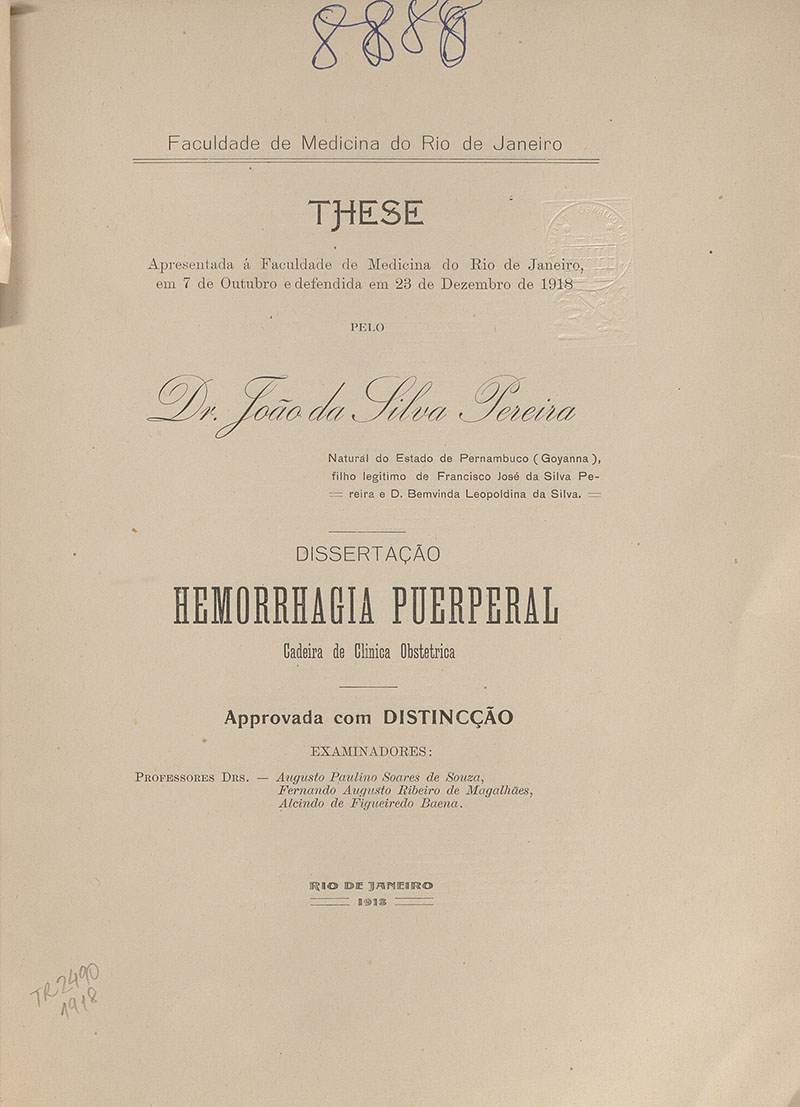 8888
Faculdade de Medicina do Rio de Janeiro
THESE
Apresentada á Faculdade de Medicina do Rio de Janeiro,
em 7 de Outubro e defendida em 23 de Dezembro de 1918
PELO
Dr. João da Silva Pereira
Natural do Estado de Pernambuco (Goyanna),
filho legitimo de Francisco José da Silva Pe-
reira e D. Bemvinda Leopoldina da Silva.
DISSERTAÇÃO
HEMORRHAGIA PUERPERAL
Cadeira de Clinica Obstetrica
Approvada com DISTINCÇÃO
EXAMINADORES:
PROFESSORES DRS. — Augusto Paulino Soares de Souza,
Fernando Augusto Ribeiro de Magalhães,
Alcindo de Figueiredo Baena.
RIO DE JANEIRO
1918
TR2490
1918